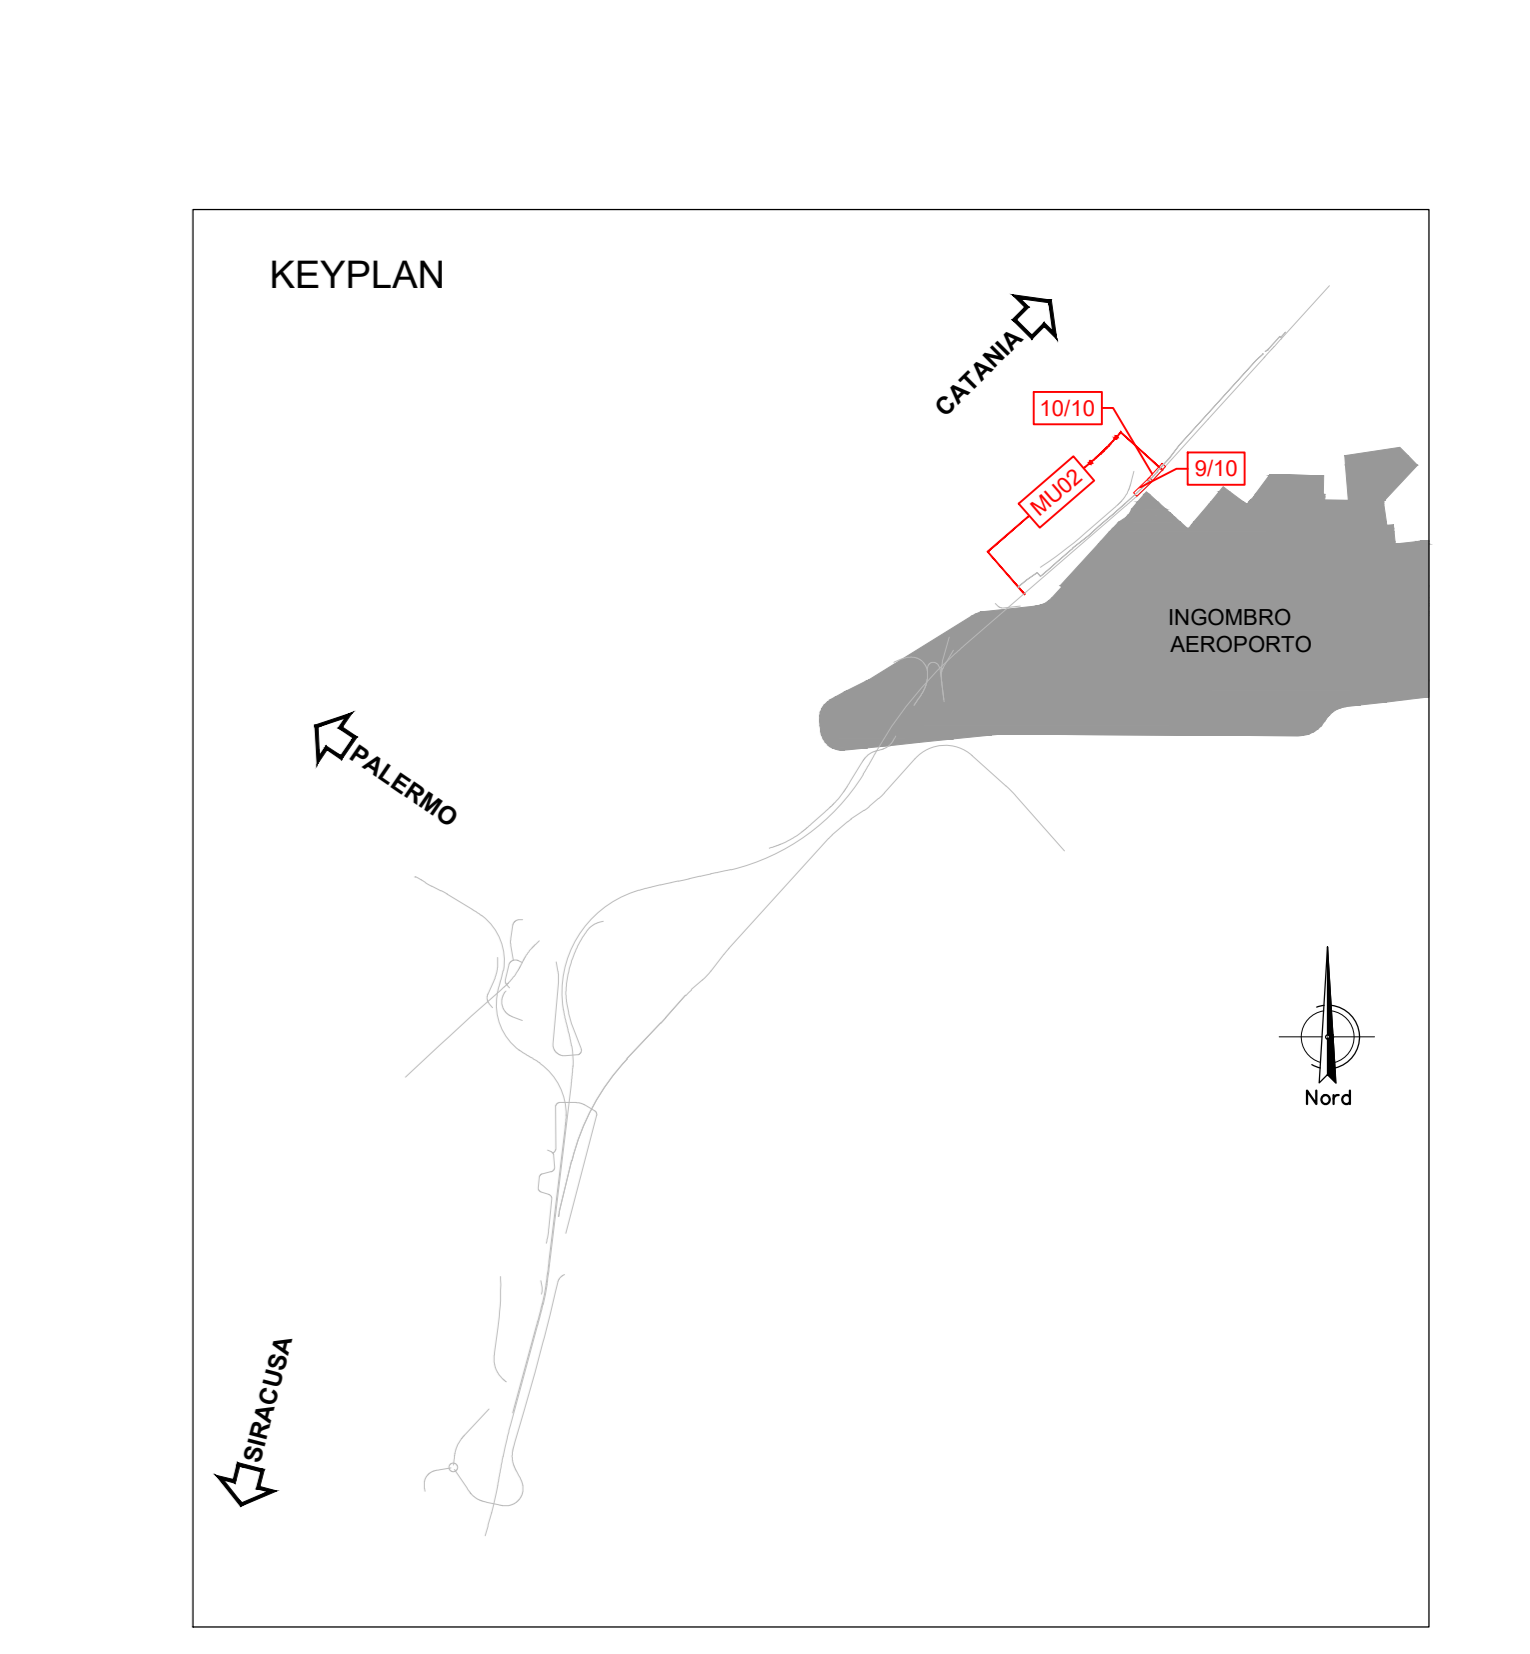 KEYPLAN
CATANIA
10/10
9/10
MU02
INGOMBRO
AEROPORTO
PALERMO
Nord
SIRACUSA